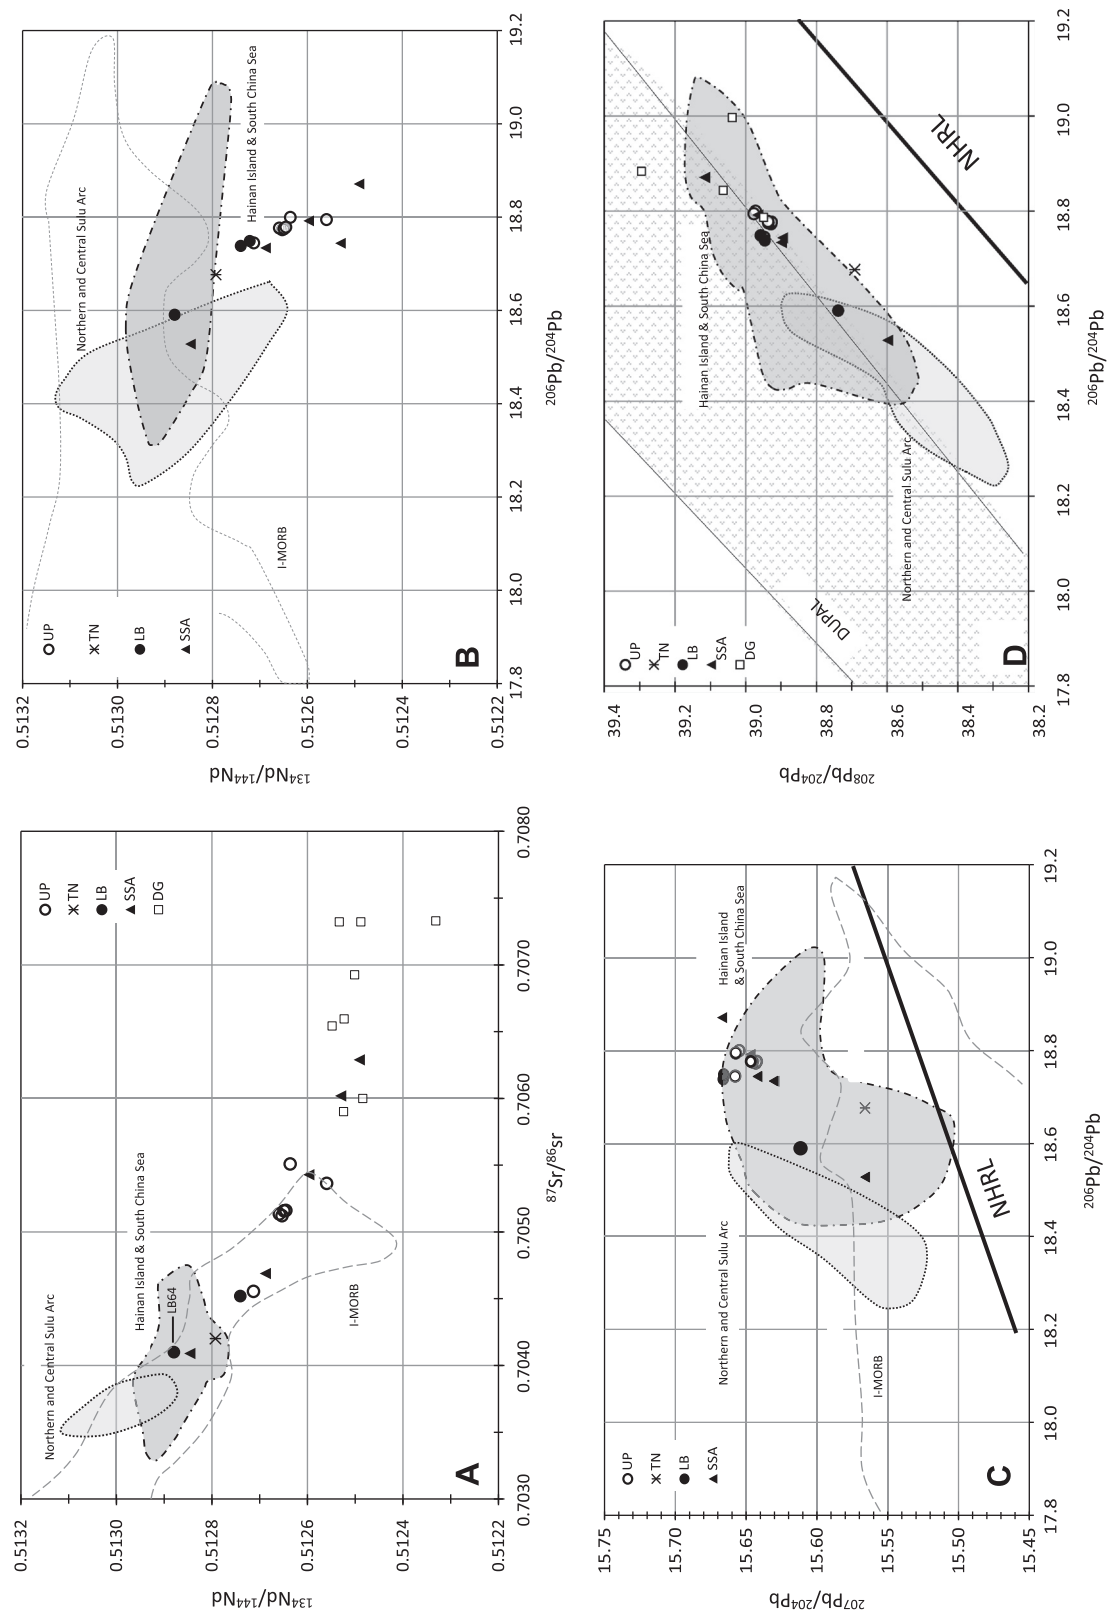 0.5132
0.5130
0.5128
0.5126
0.5124
0.5122
¹³⁴Nd/¹⁴⁴Nd
0.7030
0.7040
0.7050
0.7060
0.7070
0.7080
⁸⁷Sr/⁸⁶Sr
A
Northern and Central Sulu Arc
Hainan Island & South China Sea
LB64
I-MORB
UP
TN
LB
SSA
DG
0.5132
0.5130
0.5128
0.5126
0.5124
0.5122
¹³⁴Nd/¹⁴⁴Nd
17.8
18.0
18.2
18.4
18.6
18.8
19.0
19.2
²⁰⁶Pb/²⁰⁴Pb
B
UP
TN
LB
SSA
I-MORB
Northern and Central Sulu Arc
Hainan Island & South China Sea
15.75
15.70
15.65
15.60
15.55
15.50
15.45
²⁰⁷Pb/²⁰⁴Pb
17.8
18.0
18.2
18.4
18.6
18.8
19.0
19.2
²⁰⁶Pb/²⁰⁴Pb
C
UP
TN
LB
SSA
Northern and Central Sulu Arc
I-MORB
NHRL
Hainan Island
& South China Sea
39.4
39.2
39.0
38.8
38.6
38.4
38.2
²⁰⁸Pb/²⁰⁴Pb
17.8
18.0
18.2
18.4
18.6
18.8
19.0
19.2
²⁰⁶Pb/²⁰⁴Pb
D
UP
TN
LB
SSA
DG
DUPAL
Northern and Central Sulu Arc
Hainan Island & South China Sea
NHRL